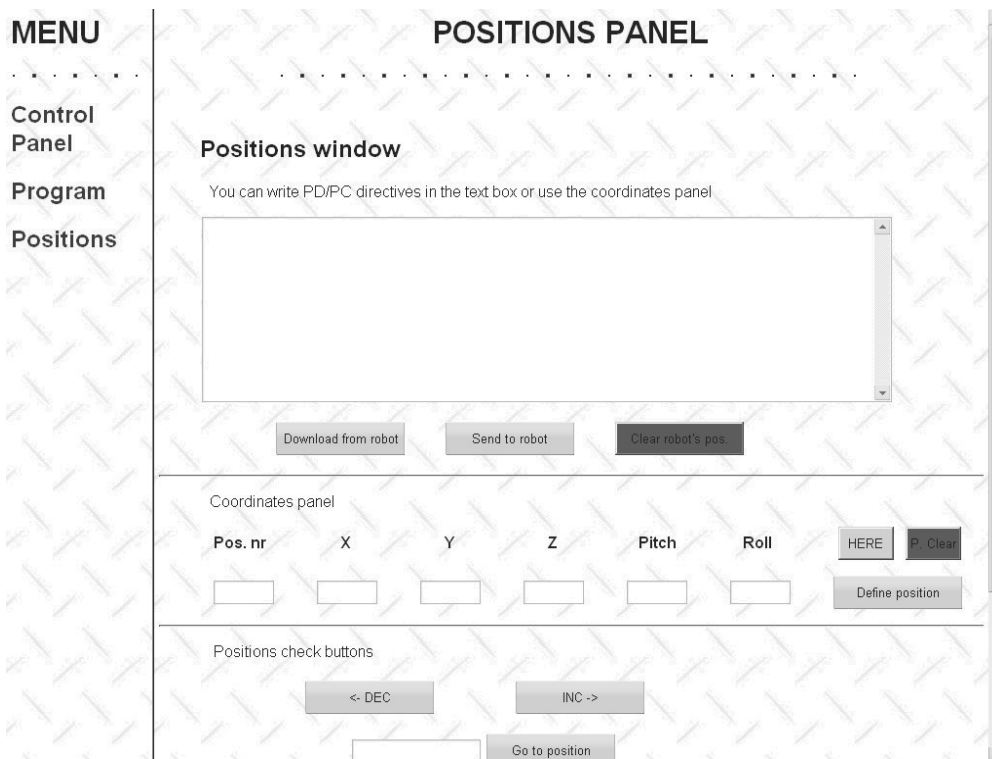 MENU
Control
Panel
Program
Positions
POSITIONS PANEL
Positions window
You can write PD/PC directives in the text box or use the coordinates panel
Download from robot
Send to robot
Clear robot's pos.
Coordinates panel
Pos. nr X Y Z Pitch Roll HERE P. Clear
Define position
Positions check buttons
<- DEC INC ->
Go to position